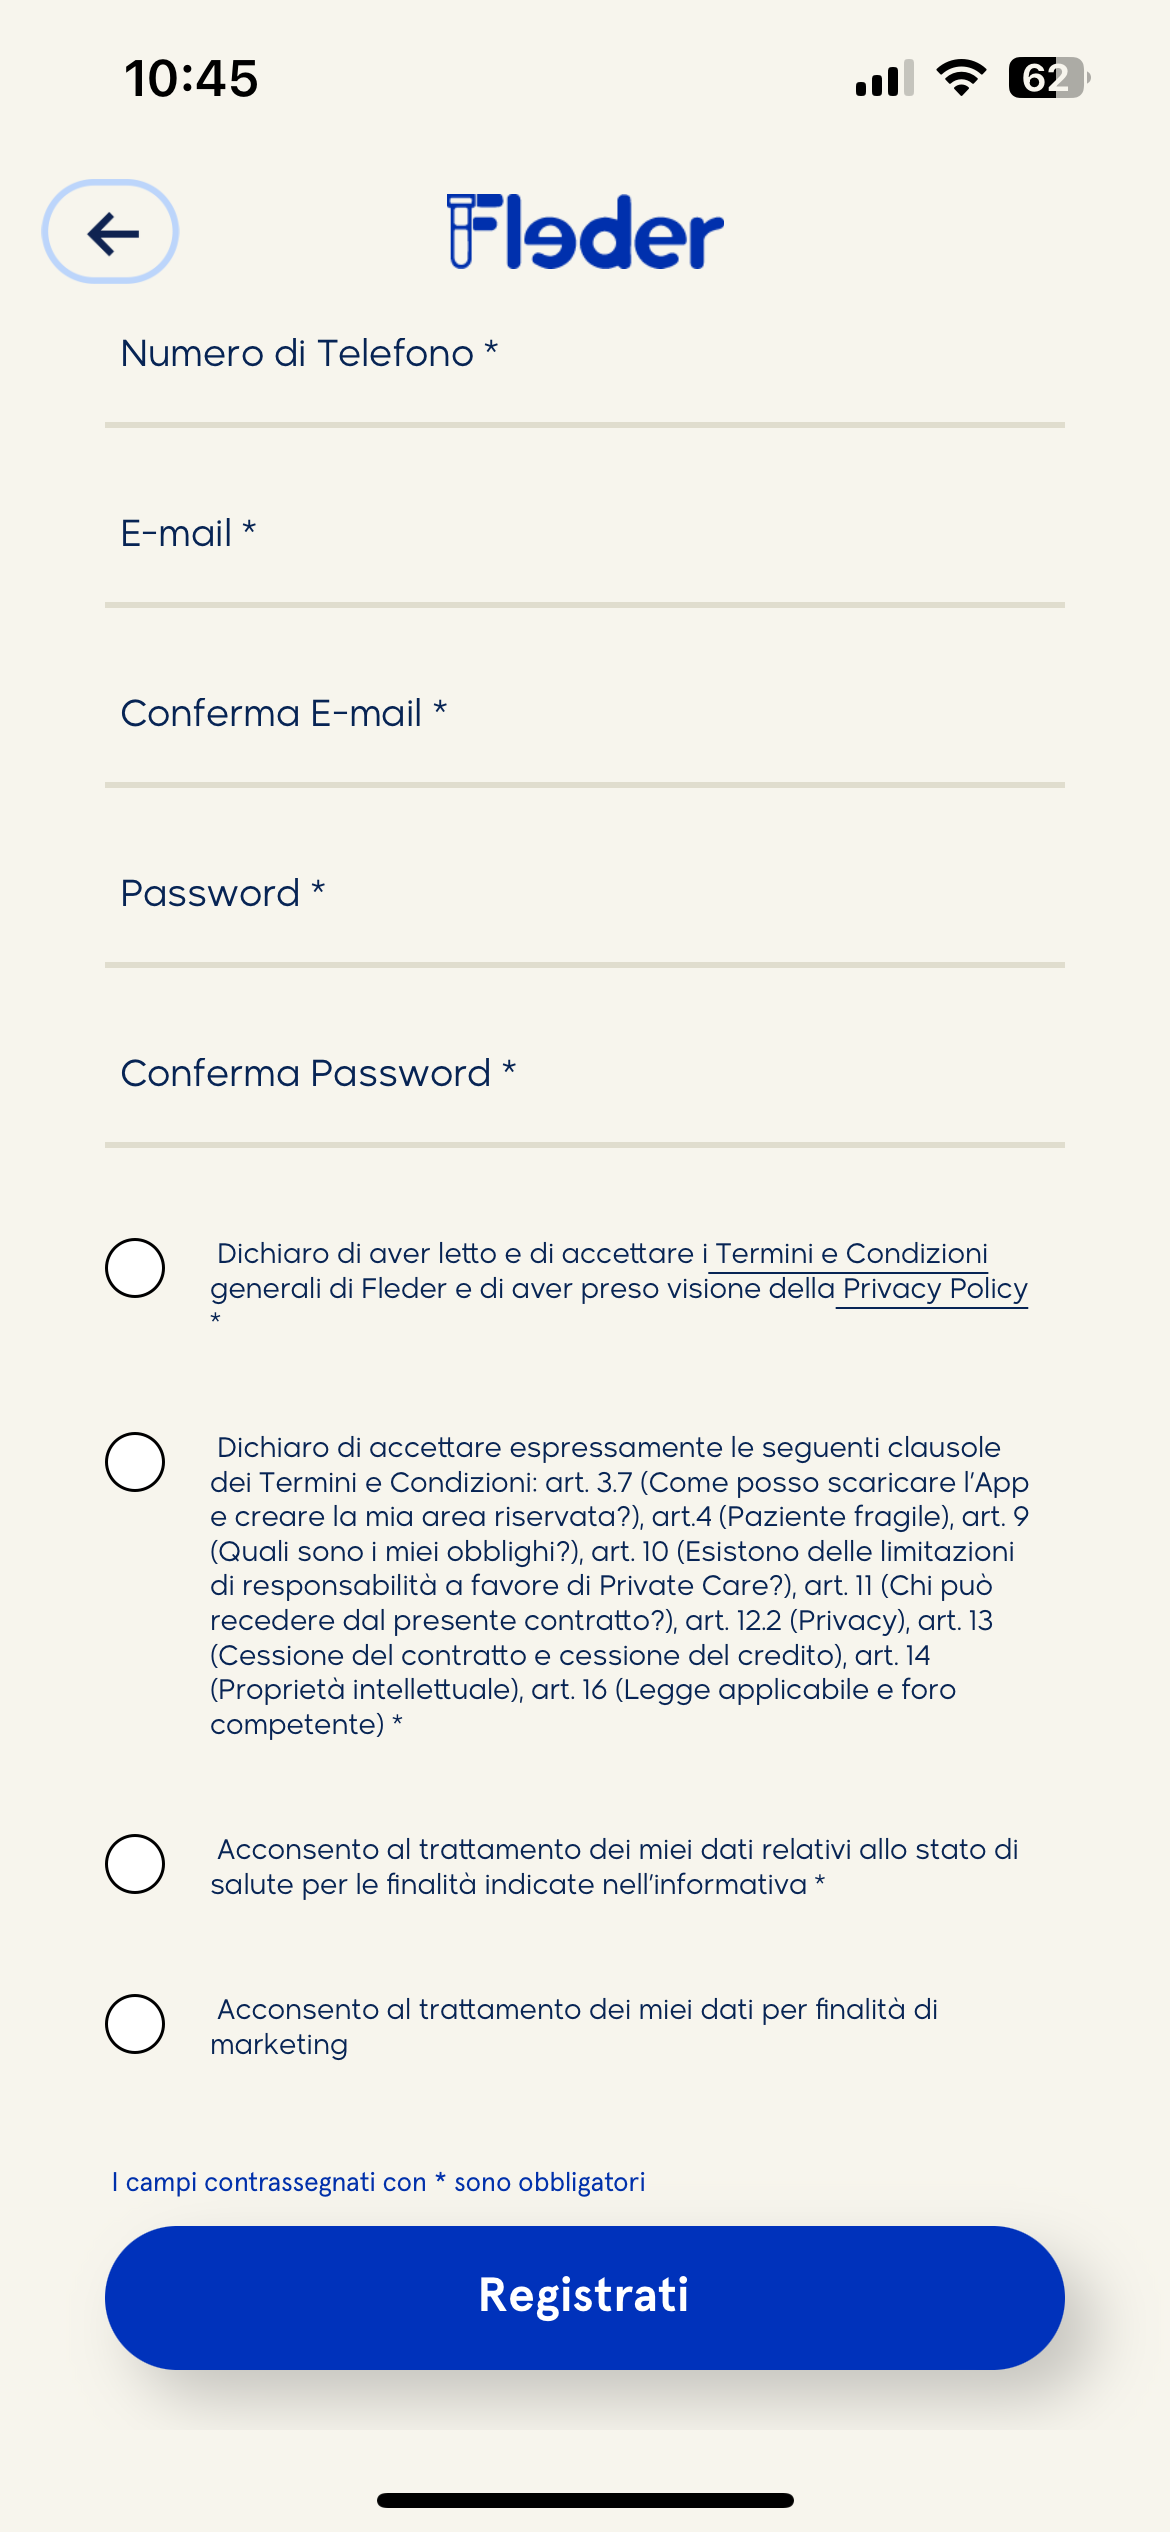 10:45
62
Fleder
Numero di Telefono *
E-mail *
Conferma E-mail *
Password *
Conferma Password *
Dichiaro di aver letto e di accettare i Termini e Condizioni
generali di Fleder e di aver preso visione della Privacy Policy
*
Dichiaro di accettare espressamente le seguenti clausole
dei Termini e Condizioni: art. 3.7 (Come posso scaricare l'App
e creare la mia area riservata?), art.4 (Paziente fragile), art. 9
(Quali sono i miei obblighi?), art. 10 (Esistono delle limitazioni
di responsabilità a favore di Private Care?), art. 11 (Chi può
recedere dal presente contratto?), art. 12.2 (Privacy), art. 13
(Cessione del contratto e cessione del credito), art. 14
(Proprietà intellettuale), art. 16 (Legge applicabile e foro
competente) *
Acconsento al trattamento dei miei dati relativi allo stato di
salute per le finalità indicate nell'informativa *
Acconsento al trattamento dei miei dati per finalità di
marketing
I campi contrassegnati con * sono obbligatori
Registrati